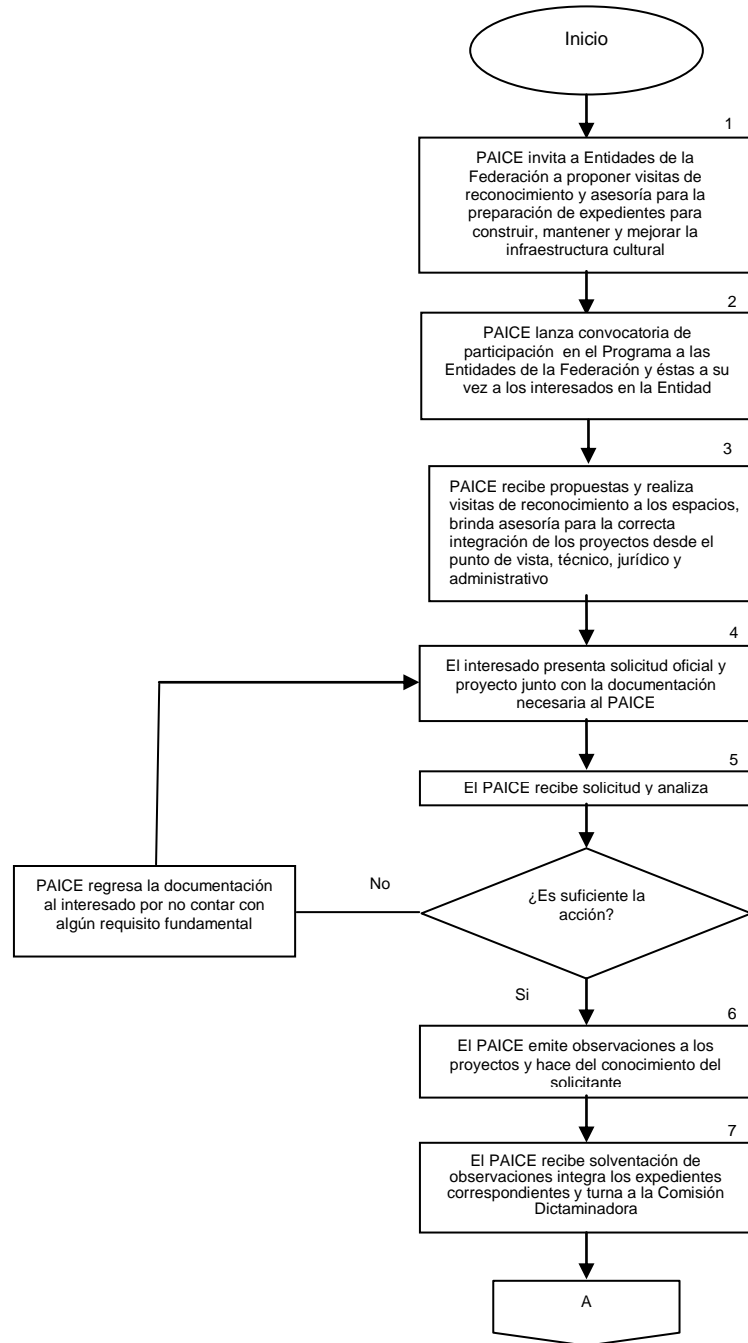 Inicio
1
PAICE invita a Entidades de la
Federación a proponer visitas de
reconocimiento y asesoría para la
preparación de expedientes para
construir, mantener y mejorar la
infraestructura cultural
2
PAICE lanza convocatoria de
participación en el Programa a las
Entidades de la Federación y éstas a su
vez a los interesados en la Entidad
3
PAICE recibe propuestas y realiza
visitas de reconocimiento a los espacios,
brinda asesoría para la correcta
integración de los proyectos desde el
punto de vista, técnico, jurídico y
administrativo
4
El interesado presenta solicitud oficial y
proyecto junto con la documentación
necesaria al PAICE
5
El PAICE recibe solicitud y analiza
¿Es suficiente la
acción?
No
PAICE regresa la documentación
al interesado por no contar con
algún requisito fundamental
Si
6
El PAICE emite observaciones a los
proyectos y hace del conocimiento del
solicitante
7
El PAICE recibe solventación de
observaciones integra los expedientes
correspondientes y turna a la Comisión
Dictaminadora
A